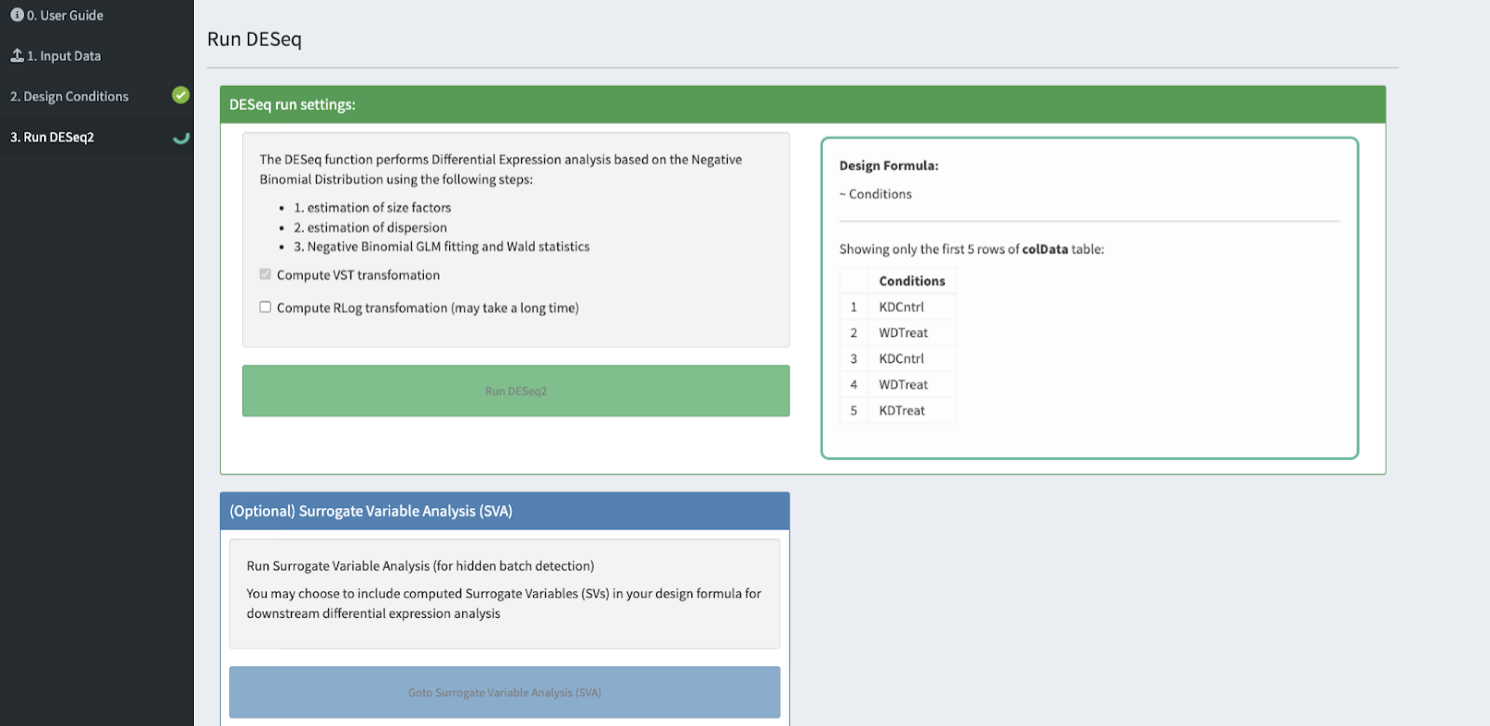 0. User Guide
1. Input Data
2. Design Conditions
3. Run DESeq2
Run DESeq
DESeq run settings:
The DESeq function performs Differential Expression analysis based on the Negative
Binomial Distribution using the following steps:
• 1. estimation of size factors
• 2. estimation of dispersion
• 3. Negative Binomial GLM fitting and Wald statistics
Compute VST transfomation
Compute RLog transfomation (may take a long time)
Run DESeq2
Design Formula:
~ Conditions
Showing only the first 5 rows of colData table:
Conditions
1 KDCntrl
2 WDTreat
3 KDCntrl
4 WDTreat
5 KDTreat
(Optional) Surrogate Variable Analysis (SVA)
Run Surrogate Variable Analysis (for hidden batch detection)
You may choose to include computed Surrogate Variables (SVs) in your design formula for
downstream differential expression analysis
Goto Surrogate Variable Analysis (SVA)